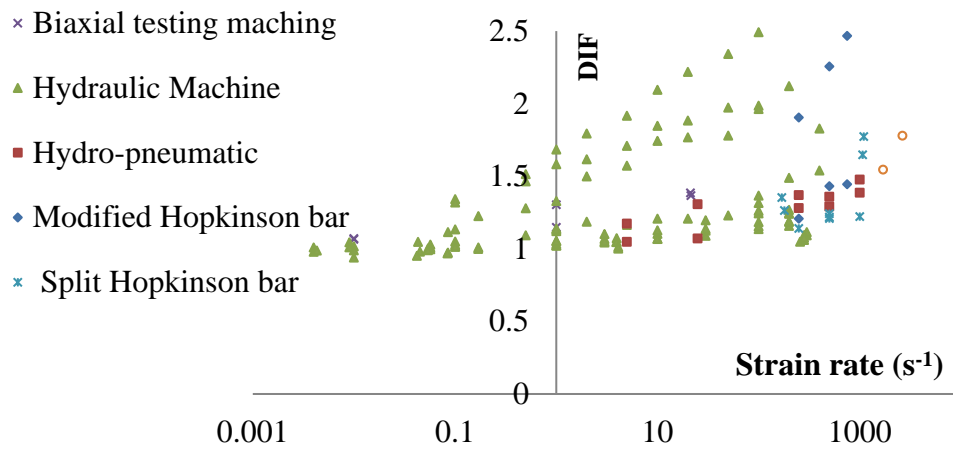 Biaxial testing maching
Hydraulic Machine
Hydro-pneumatic
Modified Hopkinson bar
Split Hopkinson bar
DIF
2.5
2
1.5
1
0.5
0
Strain rate (s-1)
0.001
0.1
10
1000